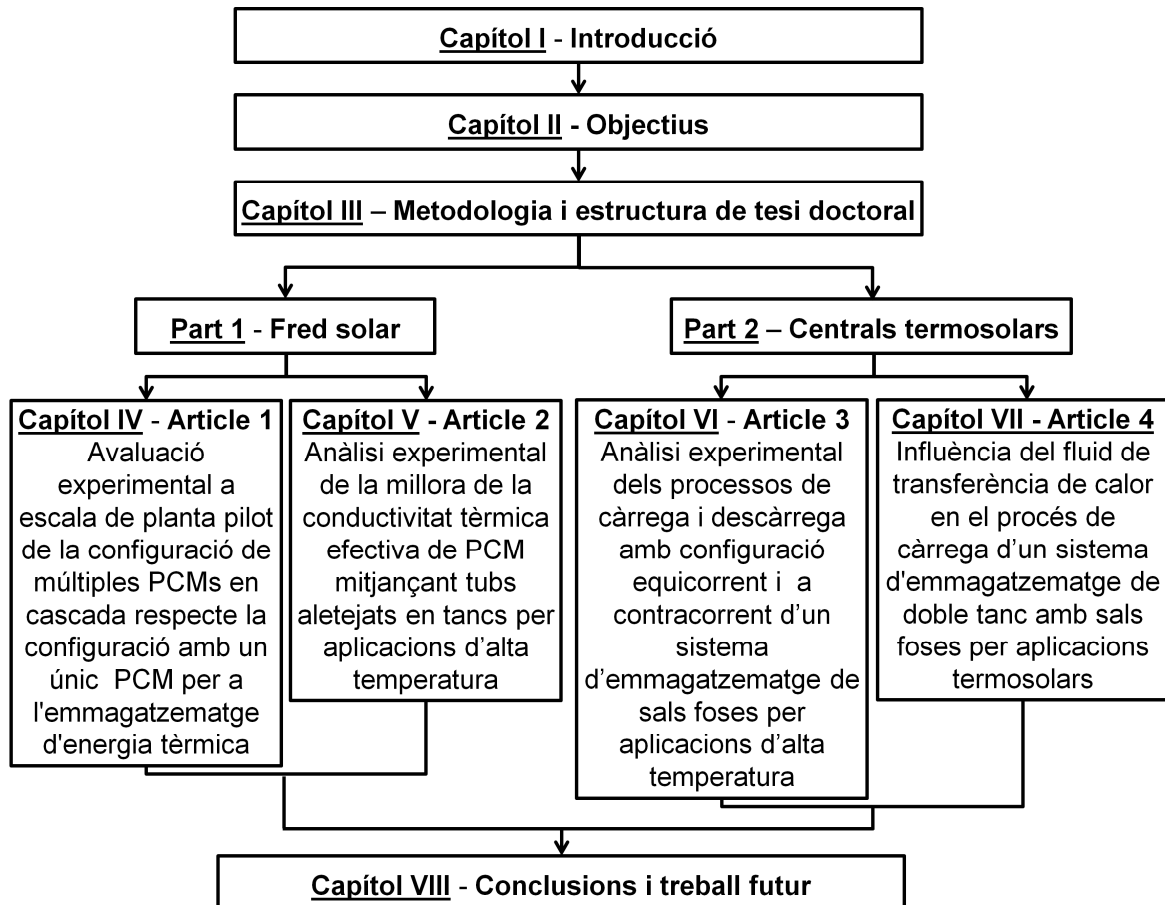 Capítol I - Introducció
Capítol II - Objectius
Capítol III – Metodologia i estructura de tesi doctoral
Part 1 - Fred solar
Part 2 – Centrals termosolars
Capítol IV - Article 1
Avaluació
experimental a
escala de planta pilot
de la configuració de
múltiples PCMs en
cascada respecte la
configuració amb un
únic PCM per a
l'emmagatzematge
d'energia tèrmica
Capítol V - Article 2
Anàlisi experimental
de la millora de la
conductivitat tèrmica
efectiva de PCM
mitjançant tubs
aletejats en tancs per
aplicacions d’alta
temperatura
Capítol VI - Article 3
Anàlisi experimental
dels processos de
càrrega i descàrrega
amb configuració
equicorrent i a
contracorrent d’un
sistema
d’emmagatzematge de
sals foses per
aplicacions d’alta
temperatura
Capítol VII - Article 4
Influència del fluid de
transferència de calor
en el procés de
càrrega d’un sistema
d'emmagatzematge de
doble tanc amb sals
foses per aplicacions
termosolars
Capítol VIII - Conclusions i treball futur